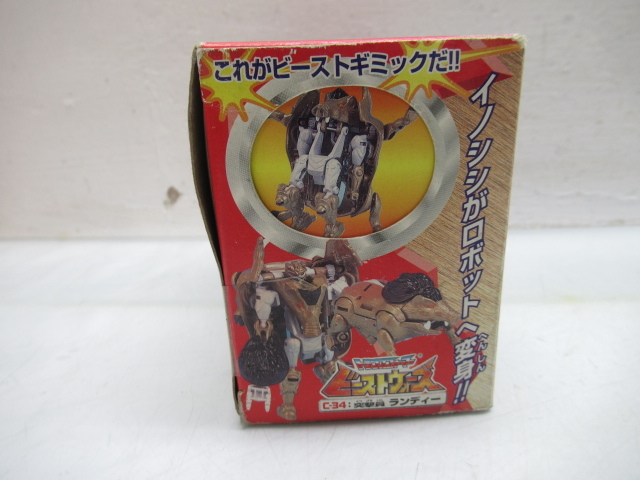 これがビーストギミックだ!!
イノシシがロボットへ変身!!
へんしん
ビーストウォーズ
C-34: 突撃員 ランディー